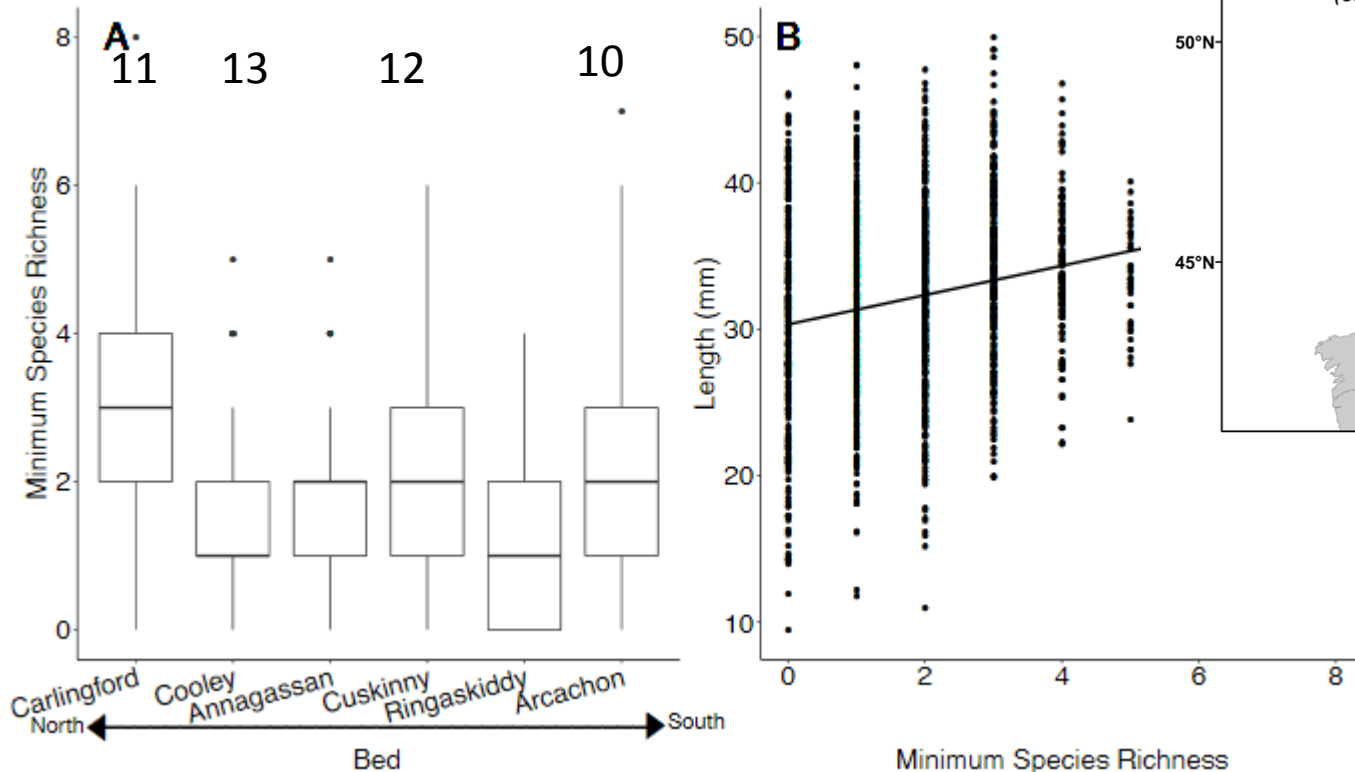 A
11 13 12 10
8
6
4
2
0
Minimum Species Richness
Carlingford
Cooley
Annagassan
Cuskinny
Ringaskiddy
Arcachon
North South
Bed
B
50
40
30
20
10
Length (mm)
0 2 4 6 8
Minimum Species Richness
50°N
45°N